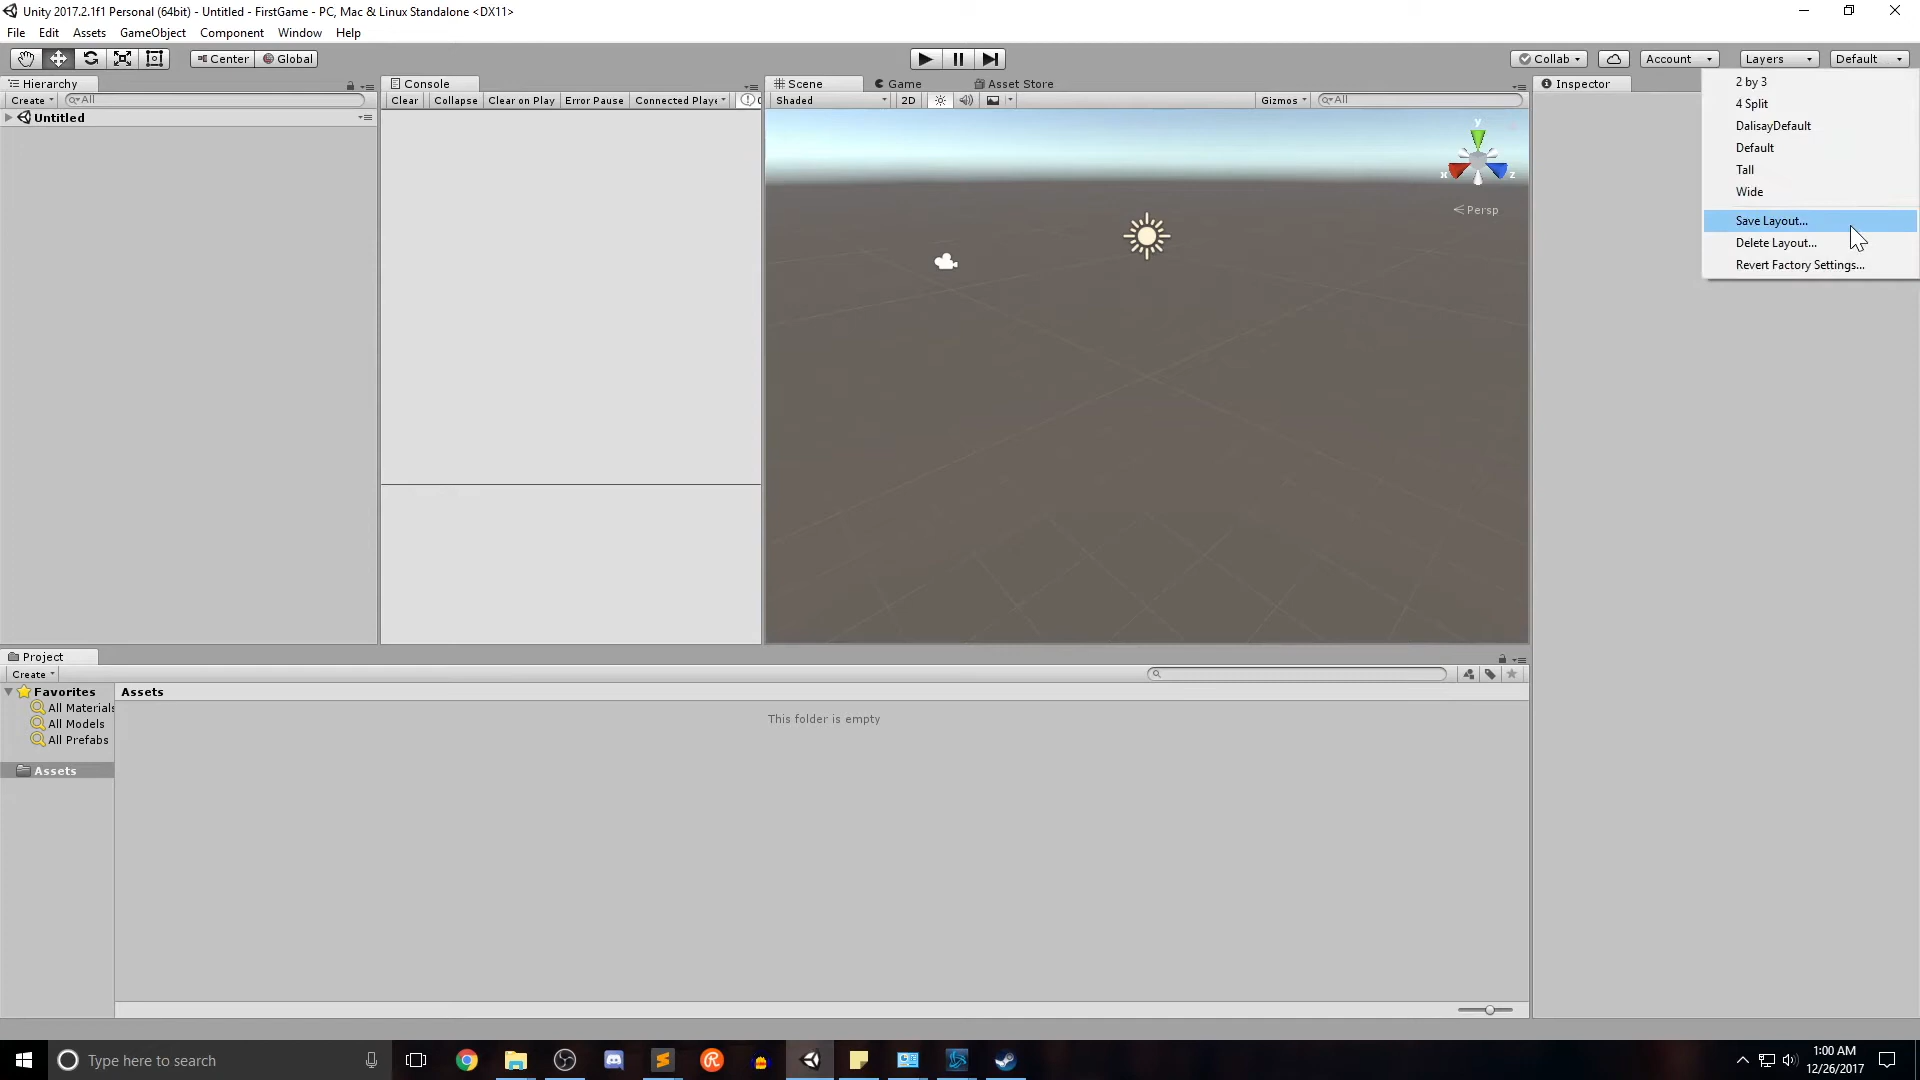 Unity 2017.2.1f1 Personal (64bit) - Untitled - FirstGame - PC, Mac & Linux Standalone <DX11>
File Edit Assets GameObject Component Window Help
Center Global Collab Account Layers Default
Hierarchy Console Scene Game Asset Store Inspector
Create All Clear Collapse Clear on Play Error Pause Connected Playe Shaded 2D Gizmos All
Untitled
y
x z
Persp
2 by 3
4 Split
DalisayDefault
Default
Tall
Wide
Save Layout...
Delete Layout...
Revert Factory Settings...
Project
Create
Favorites Assets
All Materials
All Models
All Prefabs
Assets
This folder is empty
Type here to search
1:00 AM
12/26/2017